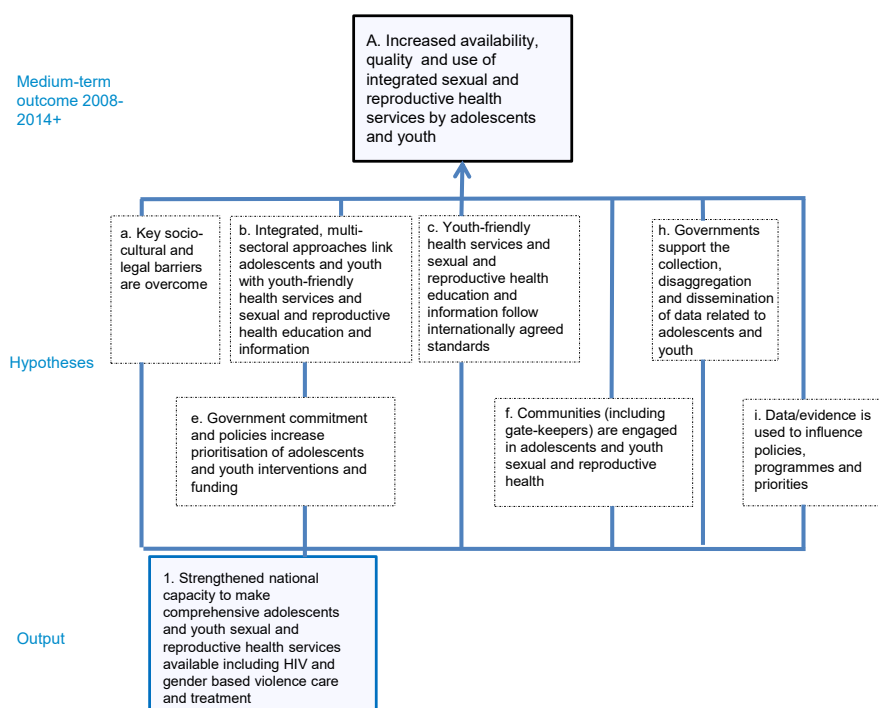 A. Increased availability,
quality  and use of
integrated sexual and
reproductive health
services by adolescents
and youth
Medium-term
outcome 2008-
2014+
a. Key socio-
cultural and
legal barriers
are overcome
b. Integrated, multi-
sectoral approaches link
adolescents and youth
with youth-friendly
health services and
sexual and reproductive
health education and
information
c. Youth-friendly
health services and
sexual and
reproductive health
education and
information follow
internationally agreed
standards
h. Governments
support the
collection,
disaggregation
and dissemination
of data related to
adolescents and
youth
Hypotheses
e. Government commitment
and policies increase
prioritisation of adolescents
and youth interventions and
funding
f. Communities (including
gate-keepers) are engaged
in adolescents and youth
sexual and reproductive
health
i. Data/evidence is
used to influence
policies,
programmes and
priorities
Output
1. Strengthened national
capacity to make
comprehensive adolescents
and youth sexual and
reproductive health services
available including HIV and
gender based violence care
and treatment